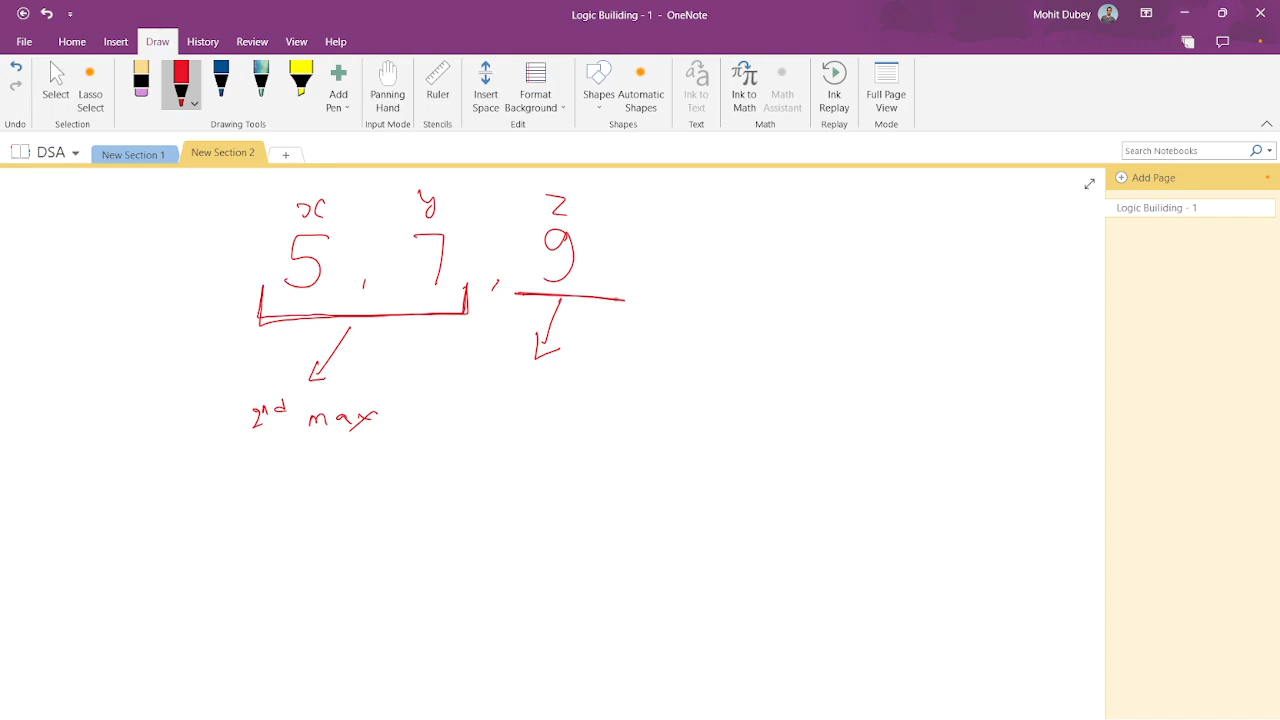 Logic Builiding - 1 - OneNote
Mohit Dubey
File Home Insert Draw History Review View Help
Undo
Select
Lasso Select
Add Pen
Panning Hand
Ruler
Insert Space
Format Background
Shapes
Automatic Shapes
Ink to Text
Ink to Math
Math Assistant
Ink Replay
Full Page View
Undo Selection Drawing Tools Input Mode Stencils Edit Shapes Text Math Replay Mode
DSA New Section 1 New Section 2 +
Search Notebooks
Add Page
Logic Builiding - 1
x y z
5 , 7 , 9
2nd max